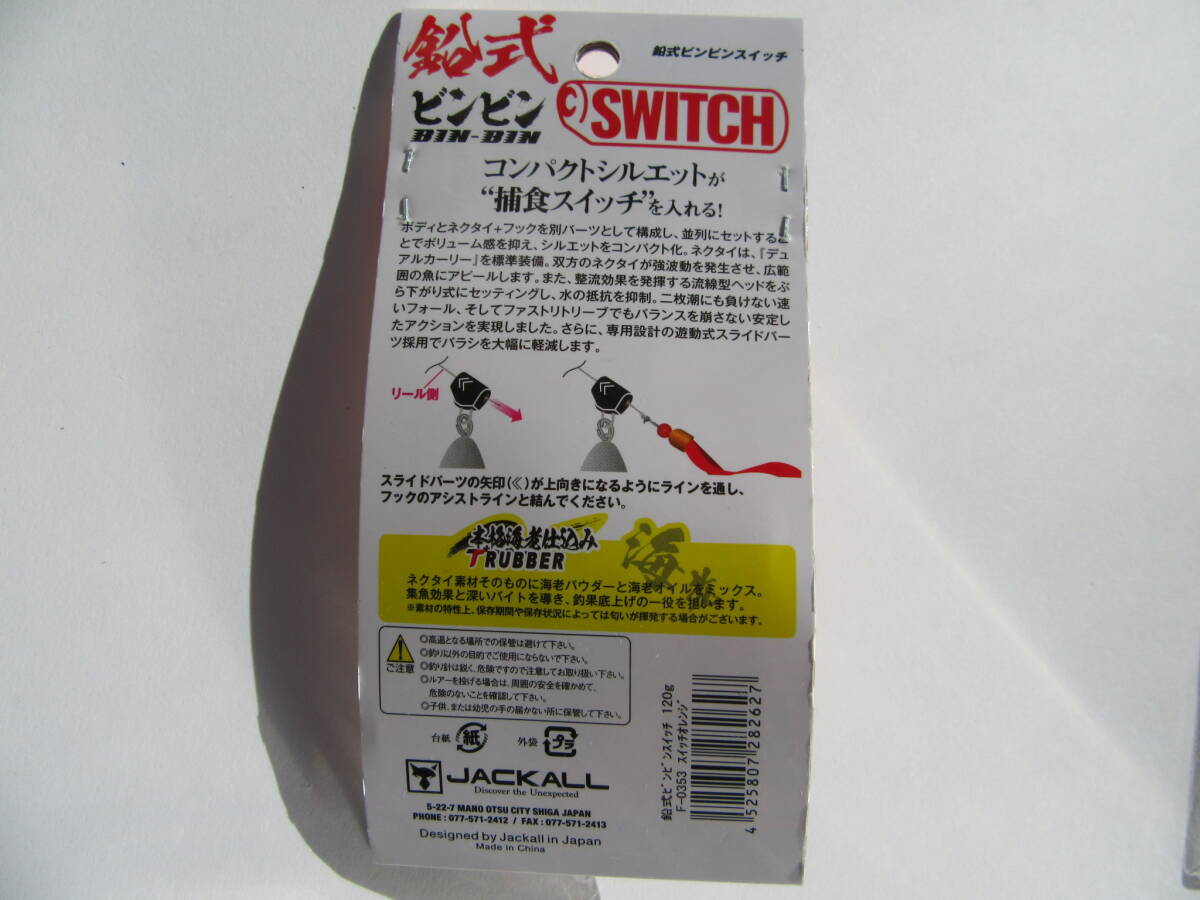 鉛式
鉛式ビンビンスイッチ
ビンビン
BIN-BIN
SWITCH
コンパクトシルエットが
“捕食スイッチ”を入れる!
ボディとネクタイ+フックを別パーツとして構成し、並列にセットするこ
とでボリューム感を抑え、シルエットをコンパクト化。ネクタイは、『デュ
アルカーリー』を標準装備。双方のネクタイが強波動を発生させ、広範
囲の魚にアピールします。また、整流効果を発揮する流線型ヘッドをぶ
ら下がり式にセッティングし、水の抵抗を抑制。二枚潮にも負けない速
いフォール、そしてファストリトリーブでもバランスを崩さない安定し
たアクションを実現しました。さらに、専用設計の遊動式スライドパー
ツ採用でバラシを大幅に軽減します。
リール側
スライドパーツの矢印(≪)が上向きになるようにラインを通し、
フックのアシストラインと結んでください。
本格海老仕込み
T RUBBER
海老
ネクタイ素材そのものに海老パウダーと海老オイルをミックス。
集魚効果と深いバイトを導き、釣果底上げの一役を担います。
※素材の特性上、保存期間や保存状況によっては匂いが揮発する場合がございます。
ご注意
◎高温となる場所での保管は避けて下さい。
◎釣り以外の目的でご使用にならないで下さい。
◎釣り針は鋭く、危険ですので注意してお取り扱い下さい。
◎ルアーを投げる場合は、周囲の安全を確かめて、
危険のないことを確認して下さい。
◎子供、または幼児の手の届かない所に保管して下さい。
台紙 紙 外袋 プラ
JACKALL
Discover the Unexpected
5-22-7 MANO OTSU CITY SHIGA JAPAN
PHONE : 077-571-2412 / FAX : 077-571-2413
Designed by Jackall in Japan
Made in China
鉛式ビンビンスイッチ 120g
F-0353 スイッチオレンジ
4 525807 282627